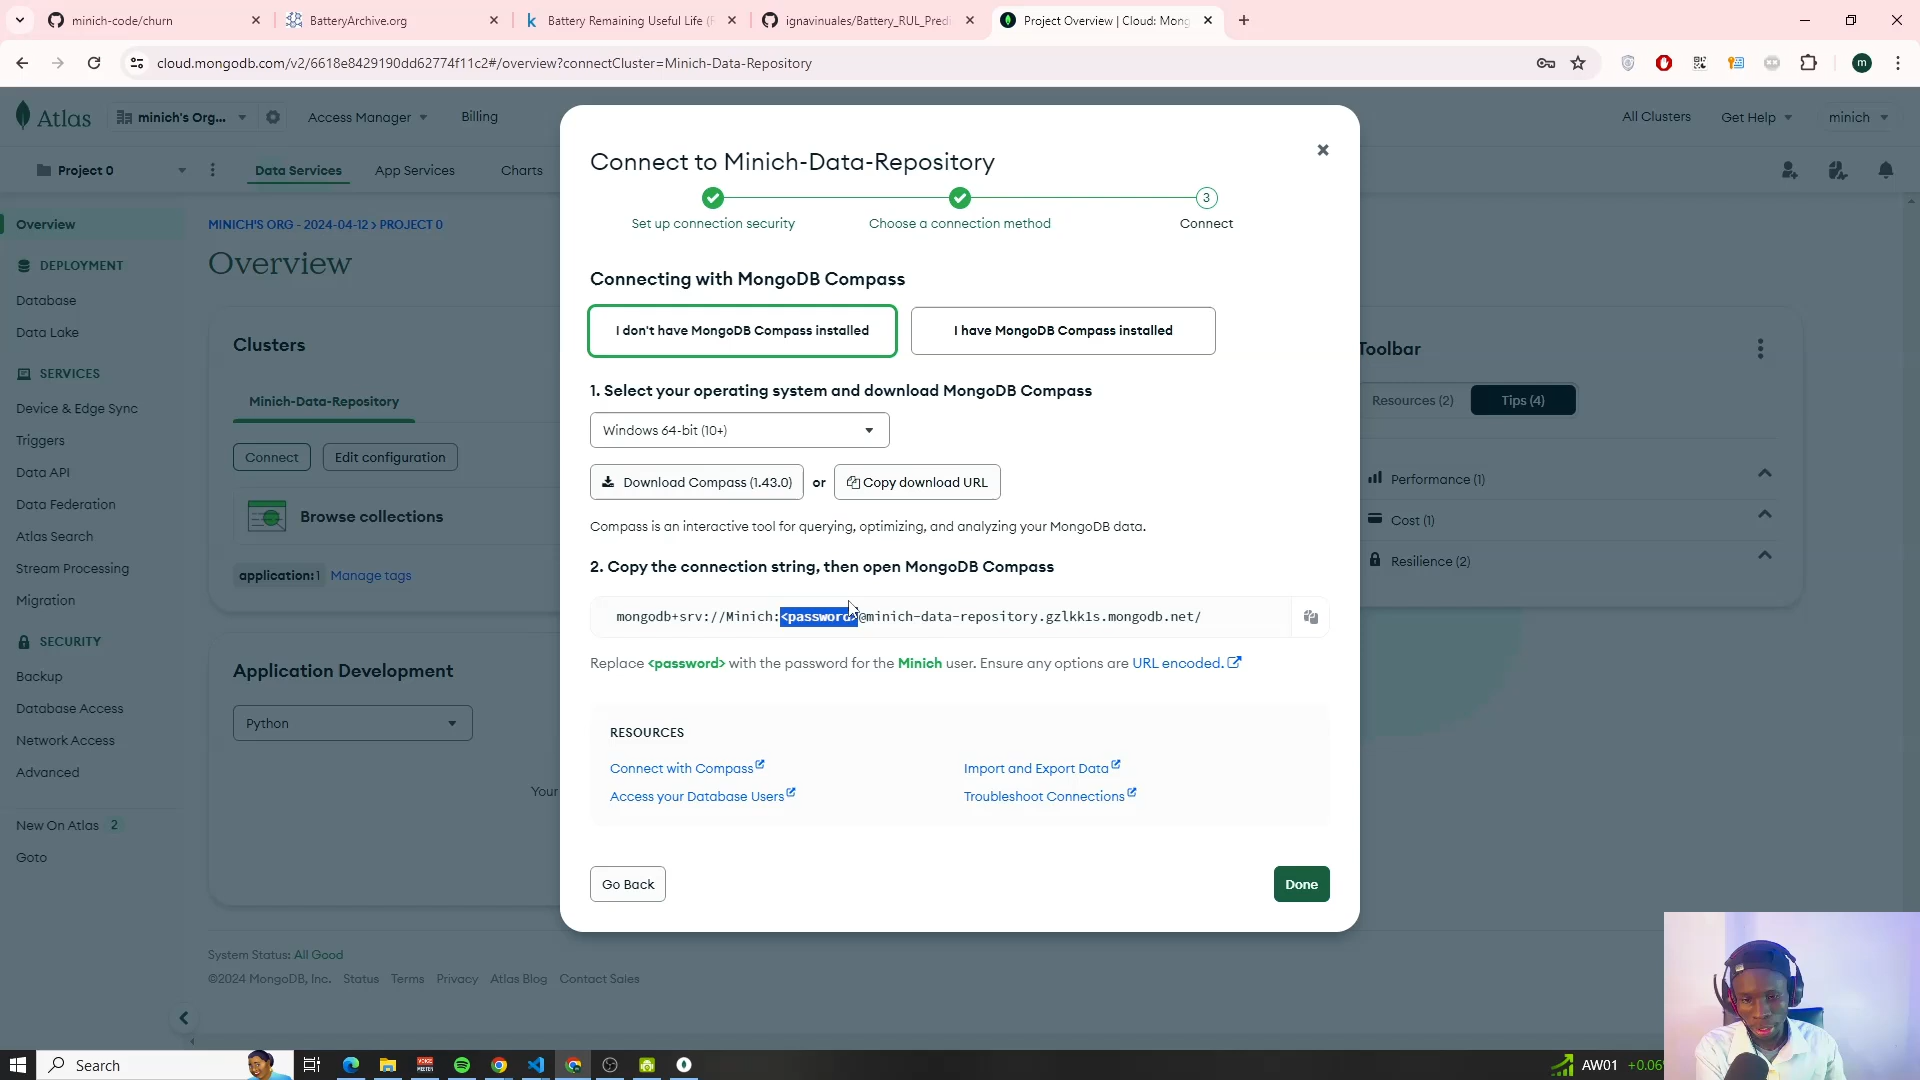 minich-code/churn
BatteryArchive.org
Battery Remaining Useful Life (R
ignavinuales/Battery_RUL_Predi
Project Overview | Cloud: Mong
cloud.mongodb.com/v2/6618e8429190dd62774f11c2#/overview?connectCluster=Minich-Data-Repository
m
Atlas
minich's Org...
Access Manager
Billing
All Clusters
Get Help
minich
Project 0
Data Services
App Services
Charts
Overview
DEPLOYMENT
Database
Data Lake
SERVICES
Device & Edge Sync
Triggers
Data API
Data Federation
Atlas Search
Stream Processing
Migration
SECURITY
Backup
Database Access
Network Access
Advanced
New On Atlas 2
Goto
MINICH'S ORG - 2024-04-12 > PROJECT 0
Overview
Clusters
Minich-Data-Repository
Connect
Edit configuration
Browse collections
application: 1
Manage tags
Application Development
Python
Your
System Status: All Good
©2024 MongoDB, Inc.
Status
Terms
Privacy
Atlas Blog
Contact Sales
Connect to Minich-Data-Repository
3
Set up connection security
Choose a connection method
Connect
Connecting with MongoDB Compass
I don't have MongoDB Compass installed
I have MongoDB Compass installed
1. Select your operating system and download MongoDB Compass
Windows 64-bit (10+)
Download Compass (1.43.0)
or
Copy download URL
Compass is an interactive tool for querying, optimizing, and analyzing your MongoDB data.
2. Copy the connection string, then open MongoDB Compass
mongodb+srv://Minich:<password>@minich-data-repository.gzlkk1s.mongodb.net/
Replace <password> with the password for the Minich user. Ensure any options are URL encoded.
RESOURCES
Connect with Compass
Import and Export Data
Access your Database Users
Troubleshoot Connections
Go Back
Done
Toolbar
Resources (2)
Tips (4)
Performance (1)
Cost (1)
Resilience (2)
Search
AW01
+0.06